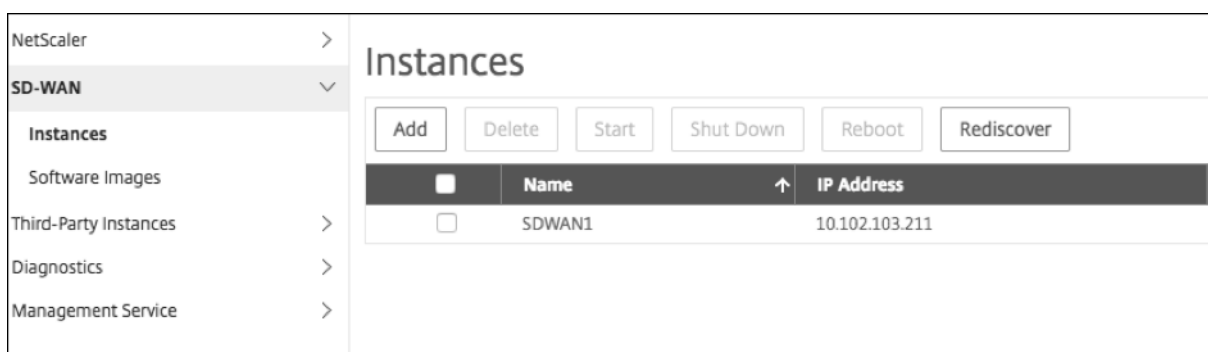 NetScaler
SD-WAN
Instances
Software Images
Third-Party Instances
Diagnostics
Management Service
Instances
Add Delete Start Shut Down Reboot Rediscover
Name IP Address
SDWAN1 10.102.103.211